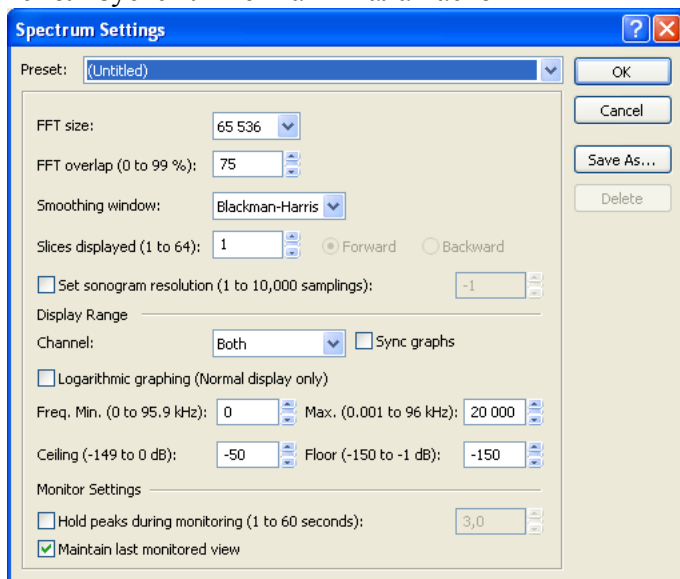 Spectrum Settings
Preset: (Untitled)
OK
Cancel
Save As...
Delete
FFT size: 65 536
FFT overlap (0 to 99 %): 75
Smoothing window: Blackman-Harris
Slices displayed (1 to 64): 1 Forward Backward
Set sonogram resolution (1 to 10,000 samplings): -1
Display Range
Channel: Both Sync graphs
Logarithmic graphing (Normal display only)
Freq. Min. (0 to 95.9 kHz): 0 Max. (0.001 to 96 kHz): 20 000
Ceiling (-149 to 0 dB): -50 Floor (-150 to -1 dB): -150
Monitor Settings
Hold peaks during monitoring (1 to 60 seconds): 3,0
Maintain last monitored view